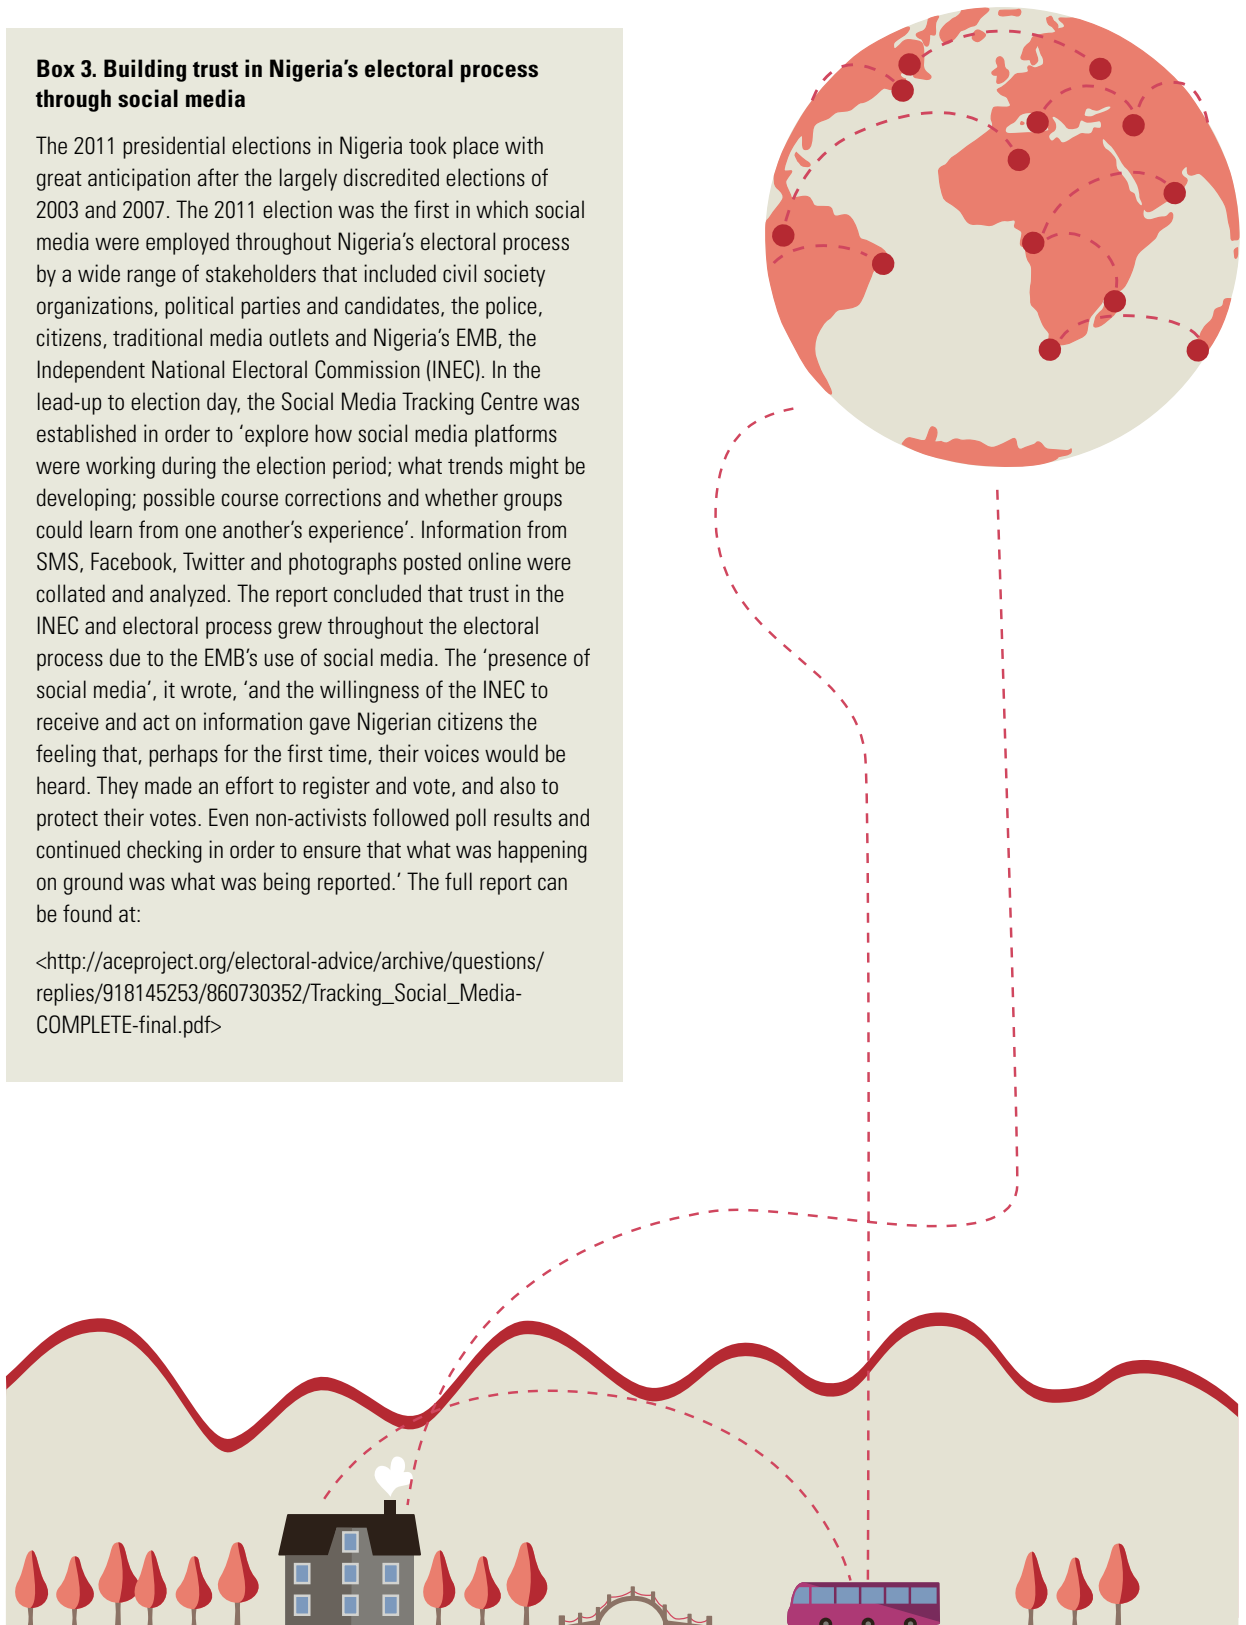 Box 3. Building trust in Nigeria’s electoral process
through social media
The 2011 presidential elections in Nigeria took place with
great anticipation after the largely discredited elections of
2003 and 2007. The 2011 election was the first in which social
media were employed throughout Nigeria’s electoral process
by a wide range of stakeholders that included civil society
organizations, political parties and candidates, the police,
citizens, traditional media outlets and Nigeria’s EMB, the
Independent National Electoral Commission (INEC). In the
lead-up to election day, the Social Media Tracking Centre was
established in order to ‘explore how social media platforms
were working during the election period; what trends might be
developing; possible course corrections and whether groups
could learn from one another’s experience’. Information from
SMS, Facebook, Twitter and photographs posted online were
collated and analyzed. The report concluded that trust in the
INEC and electoral process grew throughout the electoral
process due to the EMB’s use of social media. The ‘presence of
social media’, it wrote, ‘and the willingness of the INEC to
receive and act on information gave Nigerian citizens the
feeling that, perhaps for the first time, their voices would be
heard. They made an effort to register and vote, and also to
protect their votes. Even non-activists followed poll results and
continued checking in order to ensure that what was happening
on ground was what was being reported.’ The full report can
be found at:
<http://aceproject.org/electoral-advice/archive/questions/
replies/918145253/860730352/Tracking_Social_Media-
COMPLETE-final.pdf>